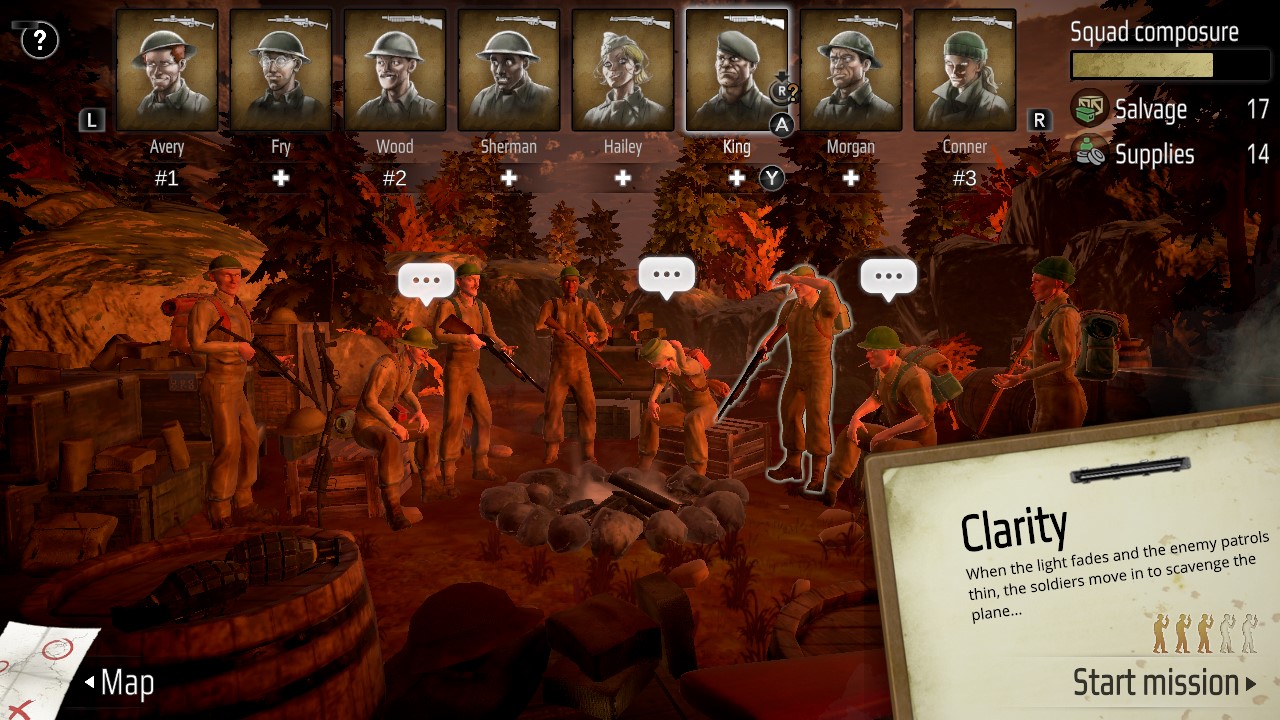 ?
L
Avery
Fry
Wood
Sherman
Hailey
King
Morgan
Conner
R
R?
A
#1
#2
Y
#3
Squad composure
Salvage 17
Supplies 14
Clarity
When the light fades and the enemy patrols
thin, the soldiers move in to scavenge the
plane...
Map
Start mission